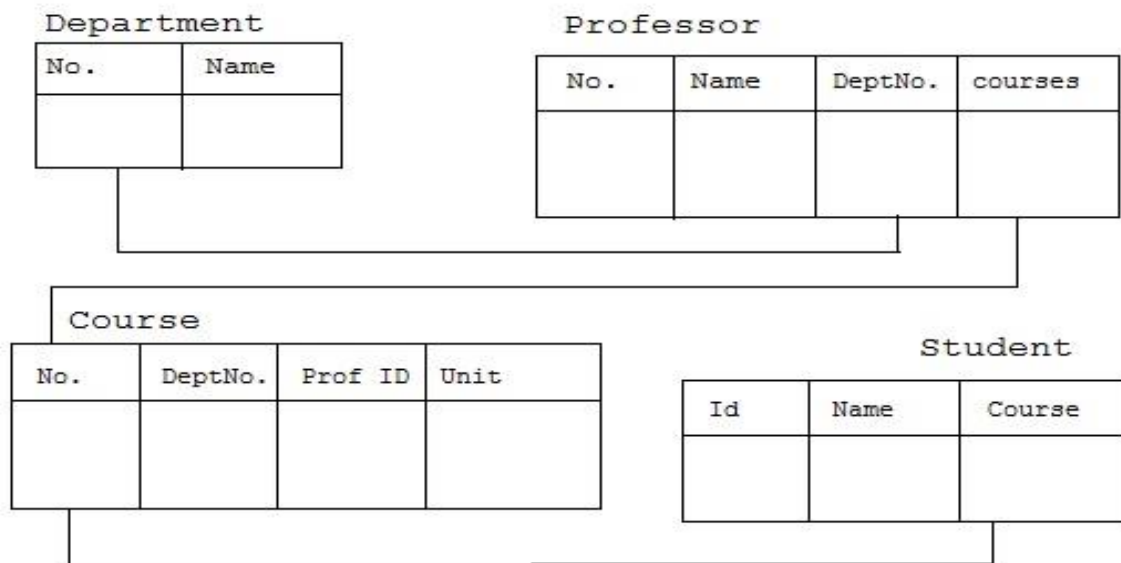 Department
No. Name
Professor
No. Name DeptNo. courses
Course
No. DeptNo. Prof ID Unit
Student
Id Name Course